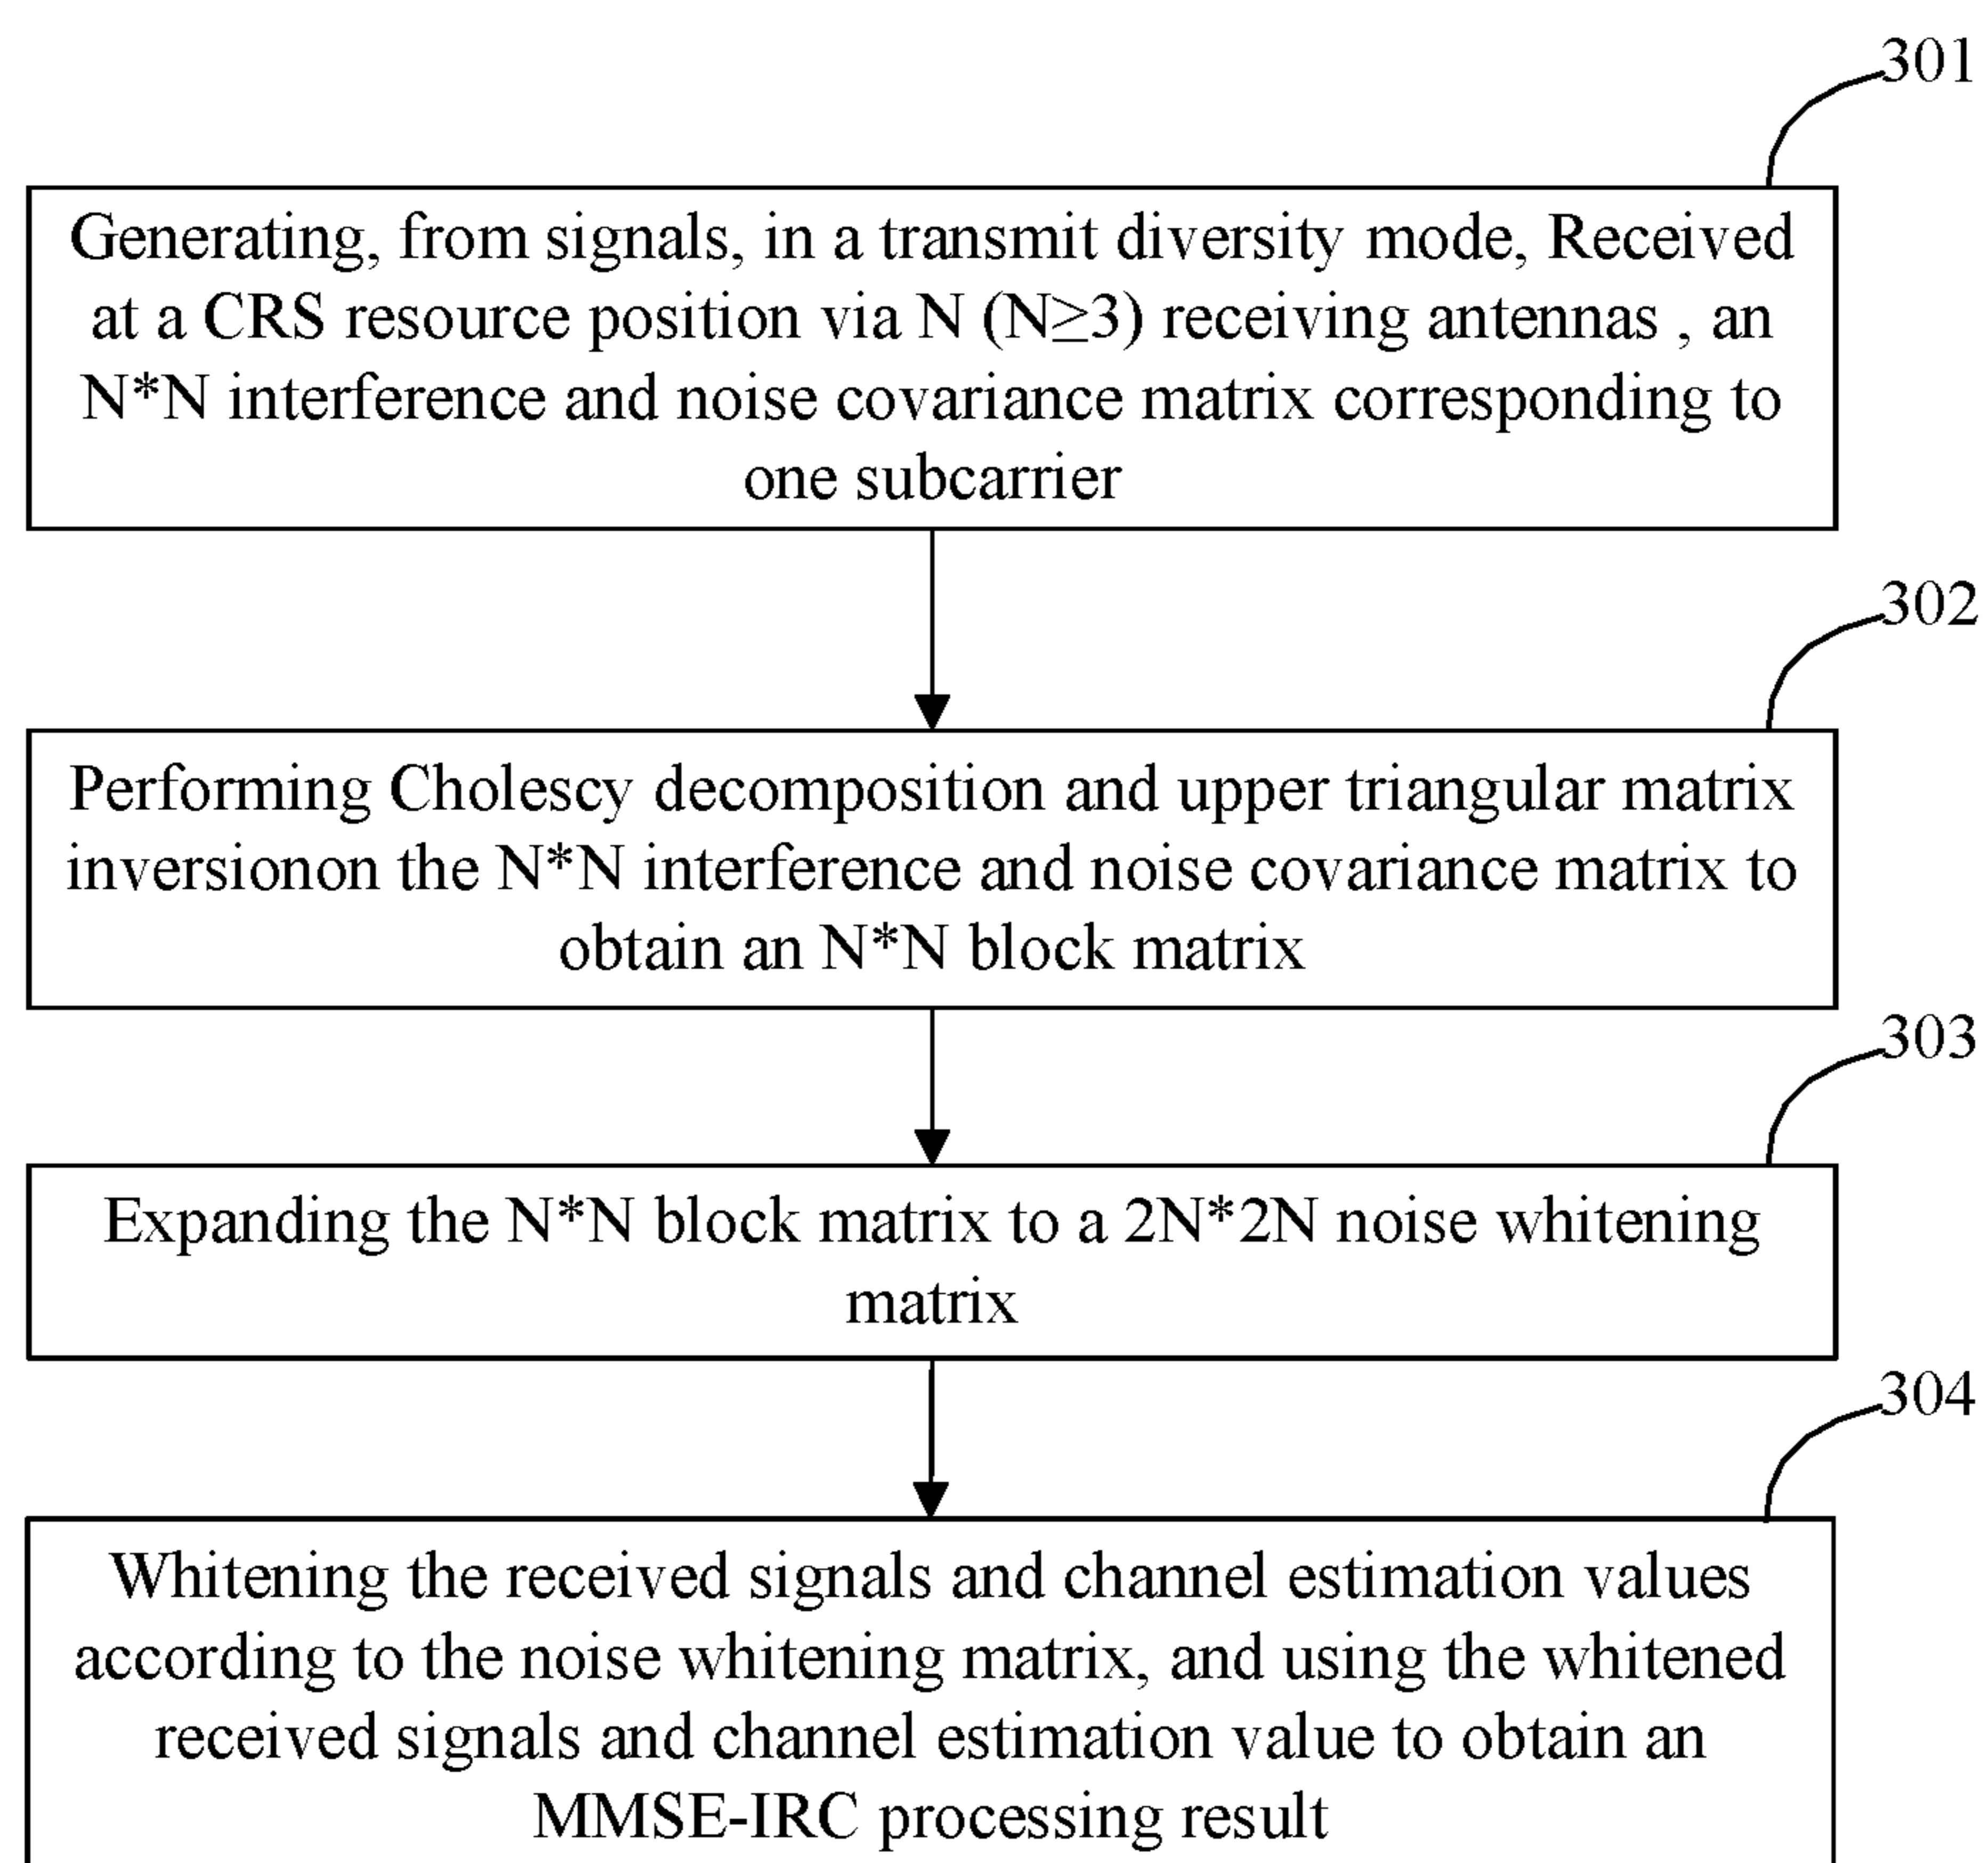 301
Generating, from signals, in a transmit diversity mode, Received
at a CRS resource position via N (N≥3) receiving antennas , an
N*N interference and noise covariance matrix corresponding to
one subcarrier
302
Performing Cholescy decomposition and upper triangular matrix
inversionon the N*N interference and noise covariance matrix to
obtain an N*N block matrix
303
Expanding the N*N block matrix to a 2N*2N noise whitening
matrix
304
Whitening the received signals and channel estimation values
according to the noise whitening matrix, and using the whitened
received signals and channel estimation value to obtain an
MMSE-IRC processing result